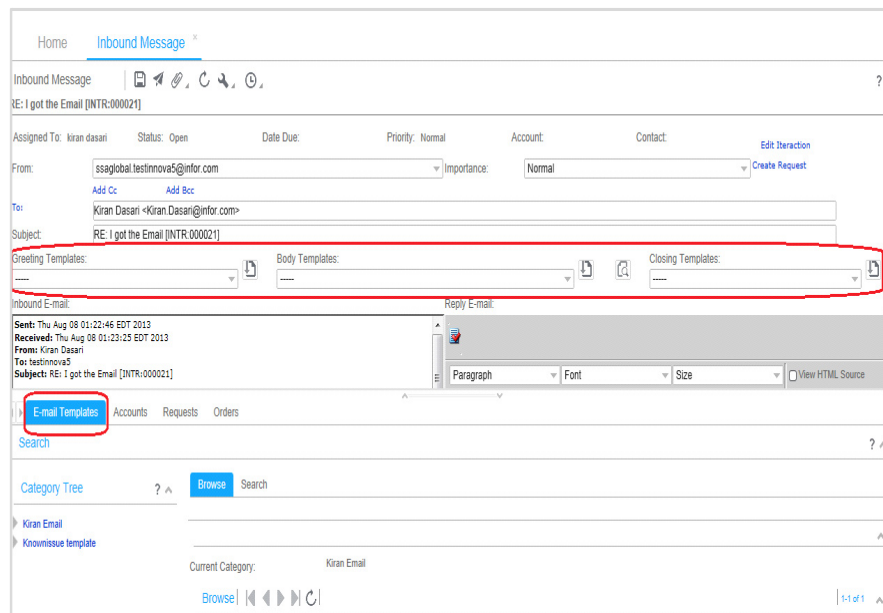 Home Inbound Message x
Inbound Message ?
RE: I got the Email [INTR:000021]
Assigned To: kiran dasari Status: Open Date Due: Priority: Normal Account: Contact:
Edit Iteraction
From: ssaglobal.testinnova5@infor.com Importance: Normal Create Request
Add Cc Add Bcc
To: Kiran Dasari <Kiran.Dasari@infor.com>
Subject: RE: I got the Email [INTR:000021]
Greeting Templates: Body Templates: Closing Templates:
----- ----- -----
Inbound E-mail: Reply E-mail:
Sent: Thu Aug 08 01:22:46 EDT 2013
Received: Thu Aug 08 01:23:25 EDT 2013
From: Kiran Dasari
To: testinnova5
Subject: RE: I got the Email [INTR:000021]
Paragraph Font Size View HTML Source
E-mail Templates Accounts Requests Orders
Search ?
Category Tree ? Browse Search
Kiran Email
Knownissue template
Current Category: Kiran Email
Browse 1-1 of 1